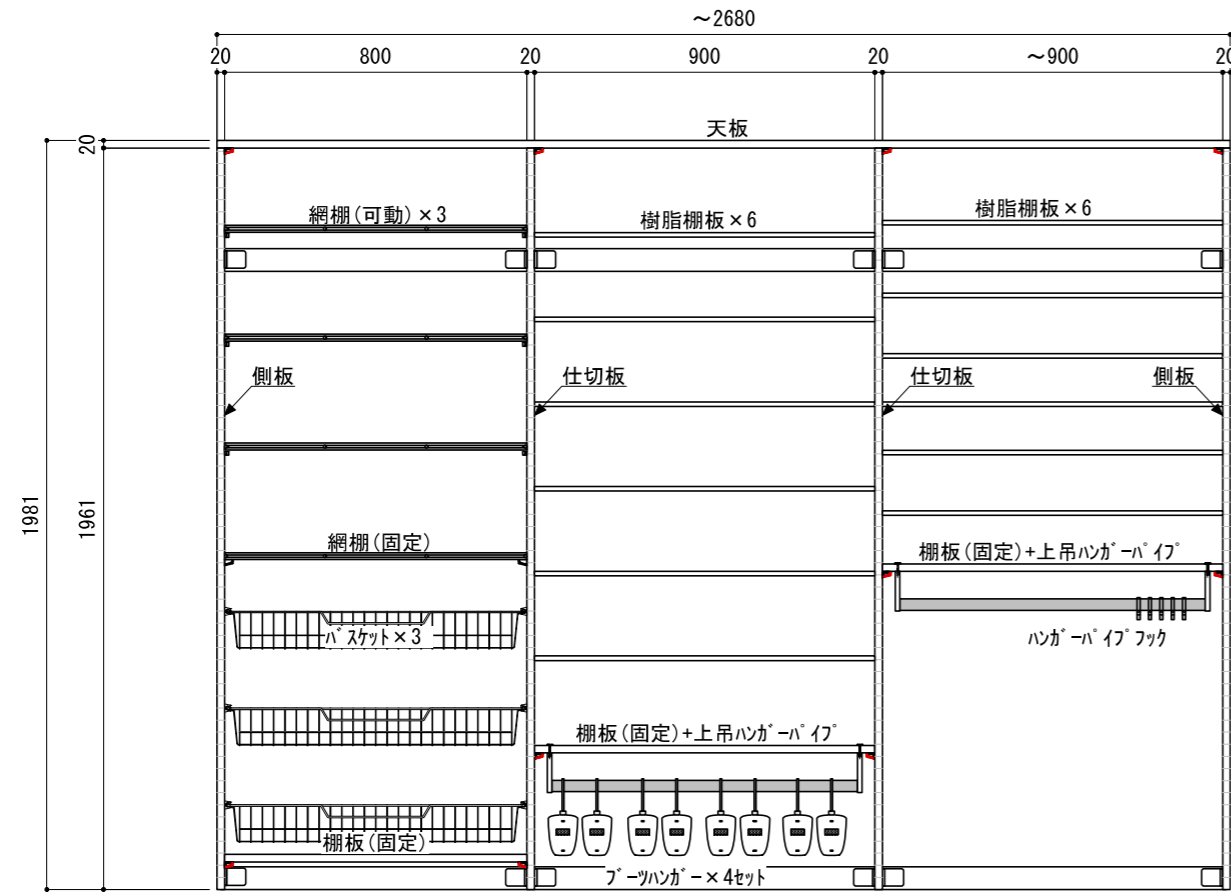 ～2680
20 800 20 900 20 ～900 20
天板
20
網棚(可動)×3
樹脂棚板×6
樹脂棚板×6
側板
仕切板
仕切板
側板
1981
1961
網棚(固定)
棚板(固定)+上吊ﾊﾝｶﾞｰﾊﾟｲﾌﾟ
ﾊﾞｽｹｯﾄ×3
ﾊﾝｶﾞｰﾊﾟｲﾌﾟﾌｯｸ
棚板(固定)+上吊ﾊﾝｶﾞｰﾊﾟｲﾌﾟ
棚板(固定)
ﾌﾞｰﾂﾊﾝｶﾞｰ×4ｾｯﾄ